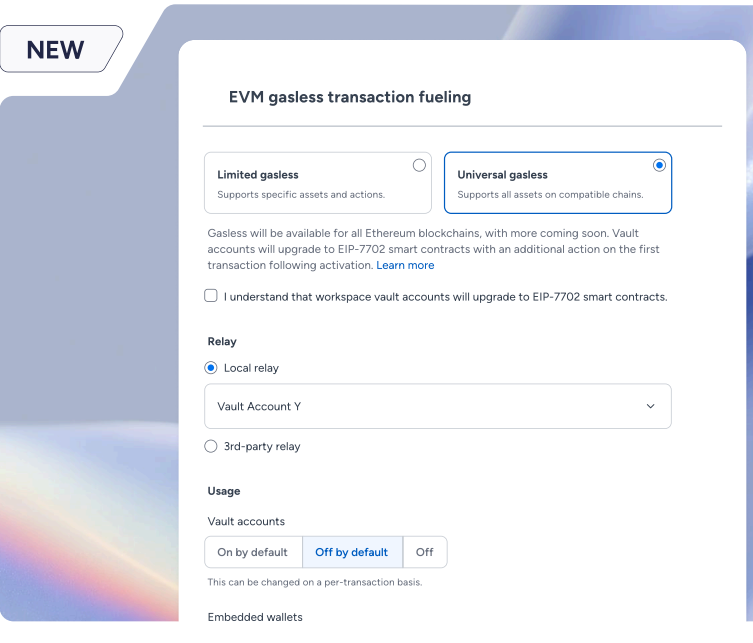 NEW
EVM gasless transaction fueling
Limited gasless
Supports specific assets and actions.
Universal gasless
Supports all assets on compatible chains.
Gasless will be available for all Ethereum blockchains, with more coming soon. Vault
accounts will upgrade to EIP-7702 smart contracts with an additional action on the first
transaction following activation. Learn more
I understand that workspace vault accounts will upgrade to EIP-7702 smart contracts.
Relay
Local relay
Vault Account Y
3rd-party relay
Usage
Vault accounts
On by default Off by default Off
This can be changed on a per-transaction basis.
Embedded wallets